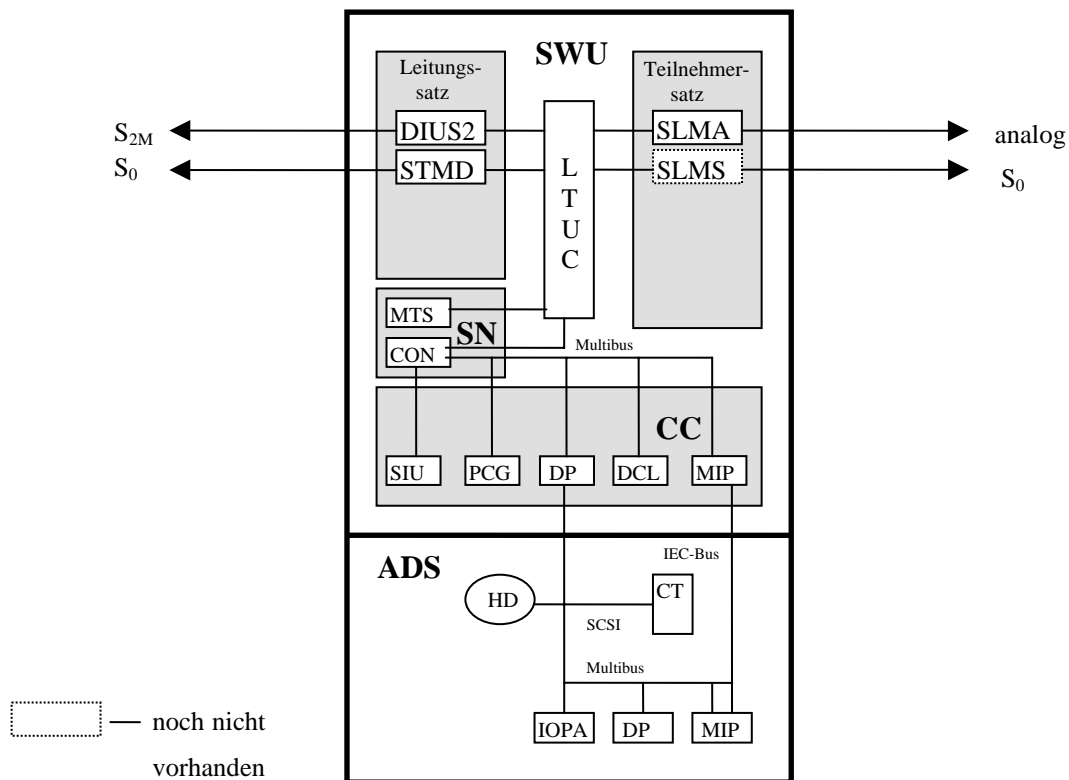 SWU
Leitungs-
satz
Teilnehmer-
satz
S2M
DIUS2
SLMA
analog
S0
STMD
SLMS
S0
L
T
U
C
MTS
SN
CON
Multibus
CC
SIU
PCG
DP
DCL
MIP
ADS
IEC-Bus
HD
CT
SCSI
Multibus
IOPA
DP
MIP
noch nicht
vorhanden